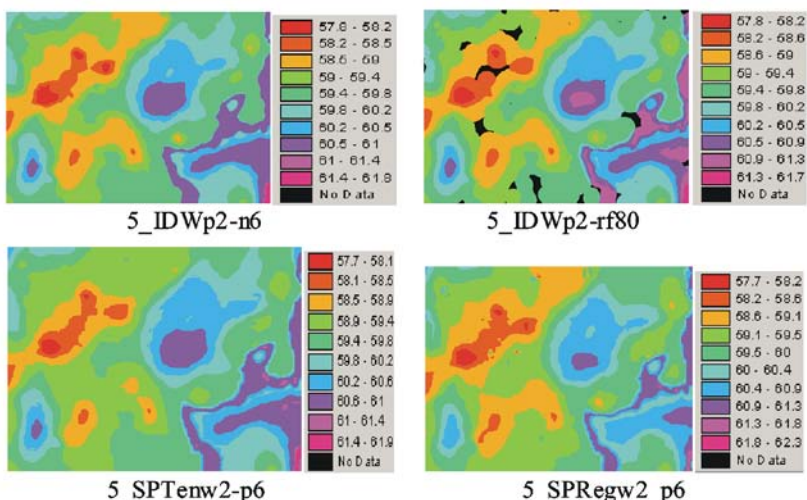 57.8 - 58.2
58.2 - 58.5
58.5 - 59
59 - 59.4
59.4 - 59.8
59.8 - 60.2
60.2 - 60.5
60.5 - 61
61 - 61.4
61.4 - 61.8
No Data
5_IDWp2-n6
57.8 - 58.2
58.2 - 58.6
58.6 - 59
59 - 59.4
59.4 - 59.8
59.8 - 60.2
60.2 - 60.5
60.5 - 60.9
60.9 - 61.3
61.3 - 61.7
No Data
5_IDWp2-rf80
57.7 - 58.1
58.1 - 58.5
58.5 - 58.9
58.9 - 59.4
59.4 - 59.8
59.8 - 60.2
60.2 - 60.6
60.6 - 61
61 - 61.4
61.4 - 61.9
No Data
5_SPTenw2-p6
57.7 - 58.2
58.2 - 58.6
58.6 - 59.1
59.1 - 59.5
59.5 - 60
60 - 60.4
60.4 - 60.9
60.9 - 61.3
61.3 - 61.8
61.8 - 62.3
No Data
5_SPRegw2_p6